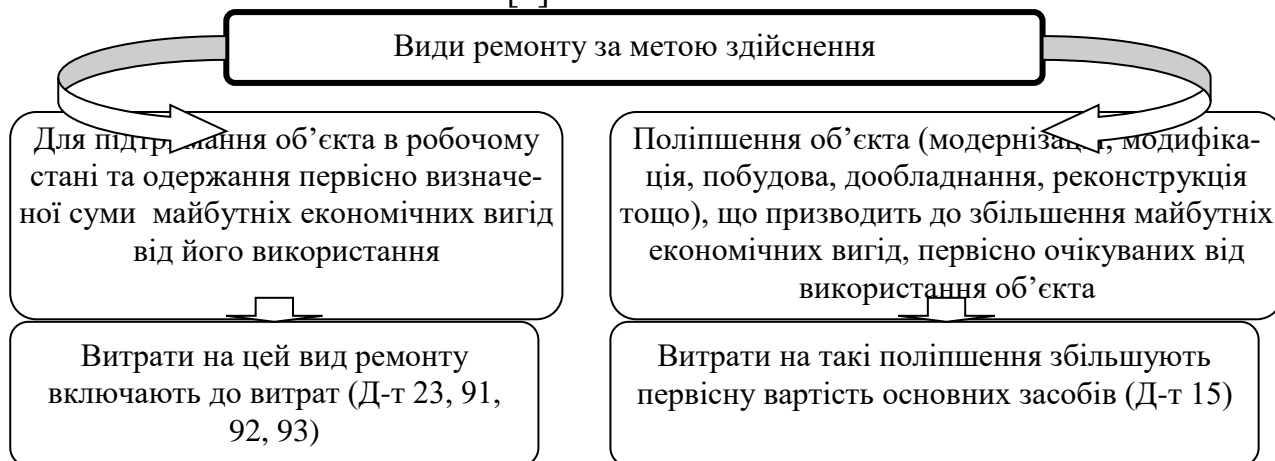 Види ремонту за метою здійснення
Для підтримання об’єкта в робочому
стані та одержання первісно визначе-
ної суми майбутніх економічних вигід
від його використання
Поліпшення об’єкта (модернізація, модифіка-
ція, побудова, дообладнання, реконструкція
тощо), що призводить до збільшення майбутніх
економічних вигід, первісно очікуваних від
використання об’єкта
Витрати на цей вид ремонту
включають до витрат (Д-т 23, 91,
92, 93)
Витрати на такі поліпшення збільшують
первісну вартість основних засобів (Д-т 15)